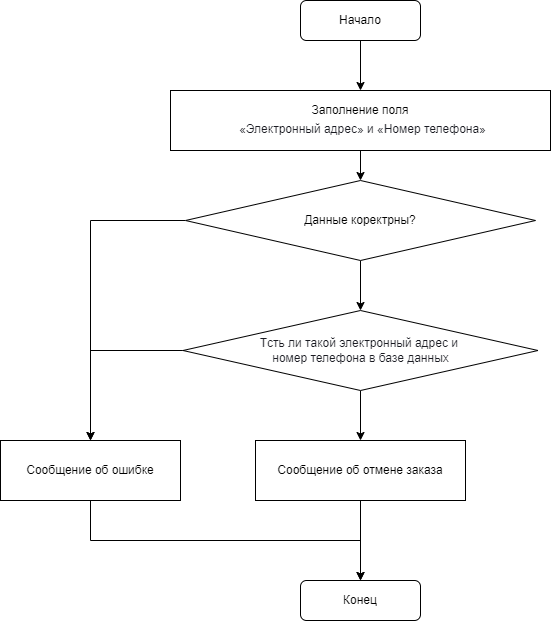 Начало
Заполнение поля
«Электронный адрес» и «Номер телефона»
Данные коректрны?
Тсть ли такой электронный адрес и
номер телефона в базе данных
Сообщение об ошибке
Сообщение об отмене заказа
Конец